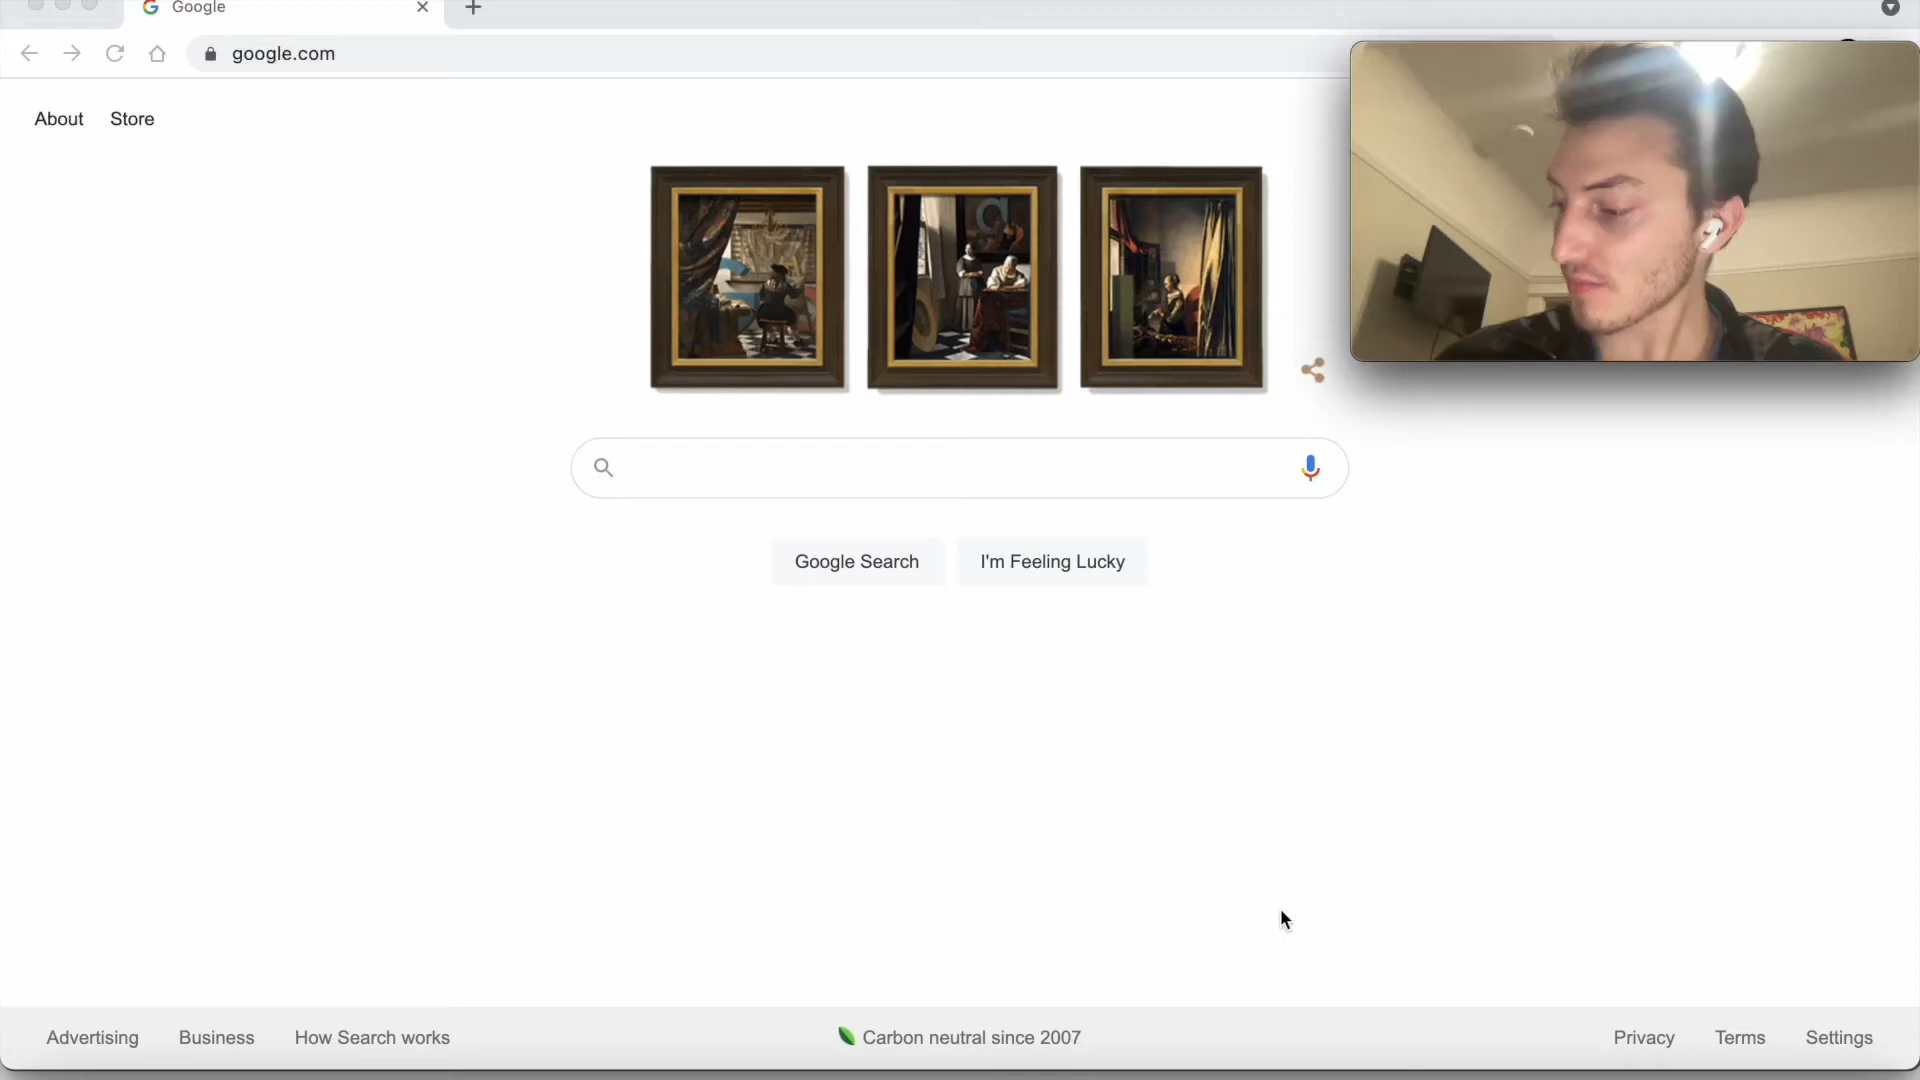 Google
google.com
About Store
Google Search I'm Feeling Lucky
Advertising Business How Search works Carbon neutral since 2007 Privacy Terms Settings